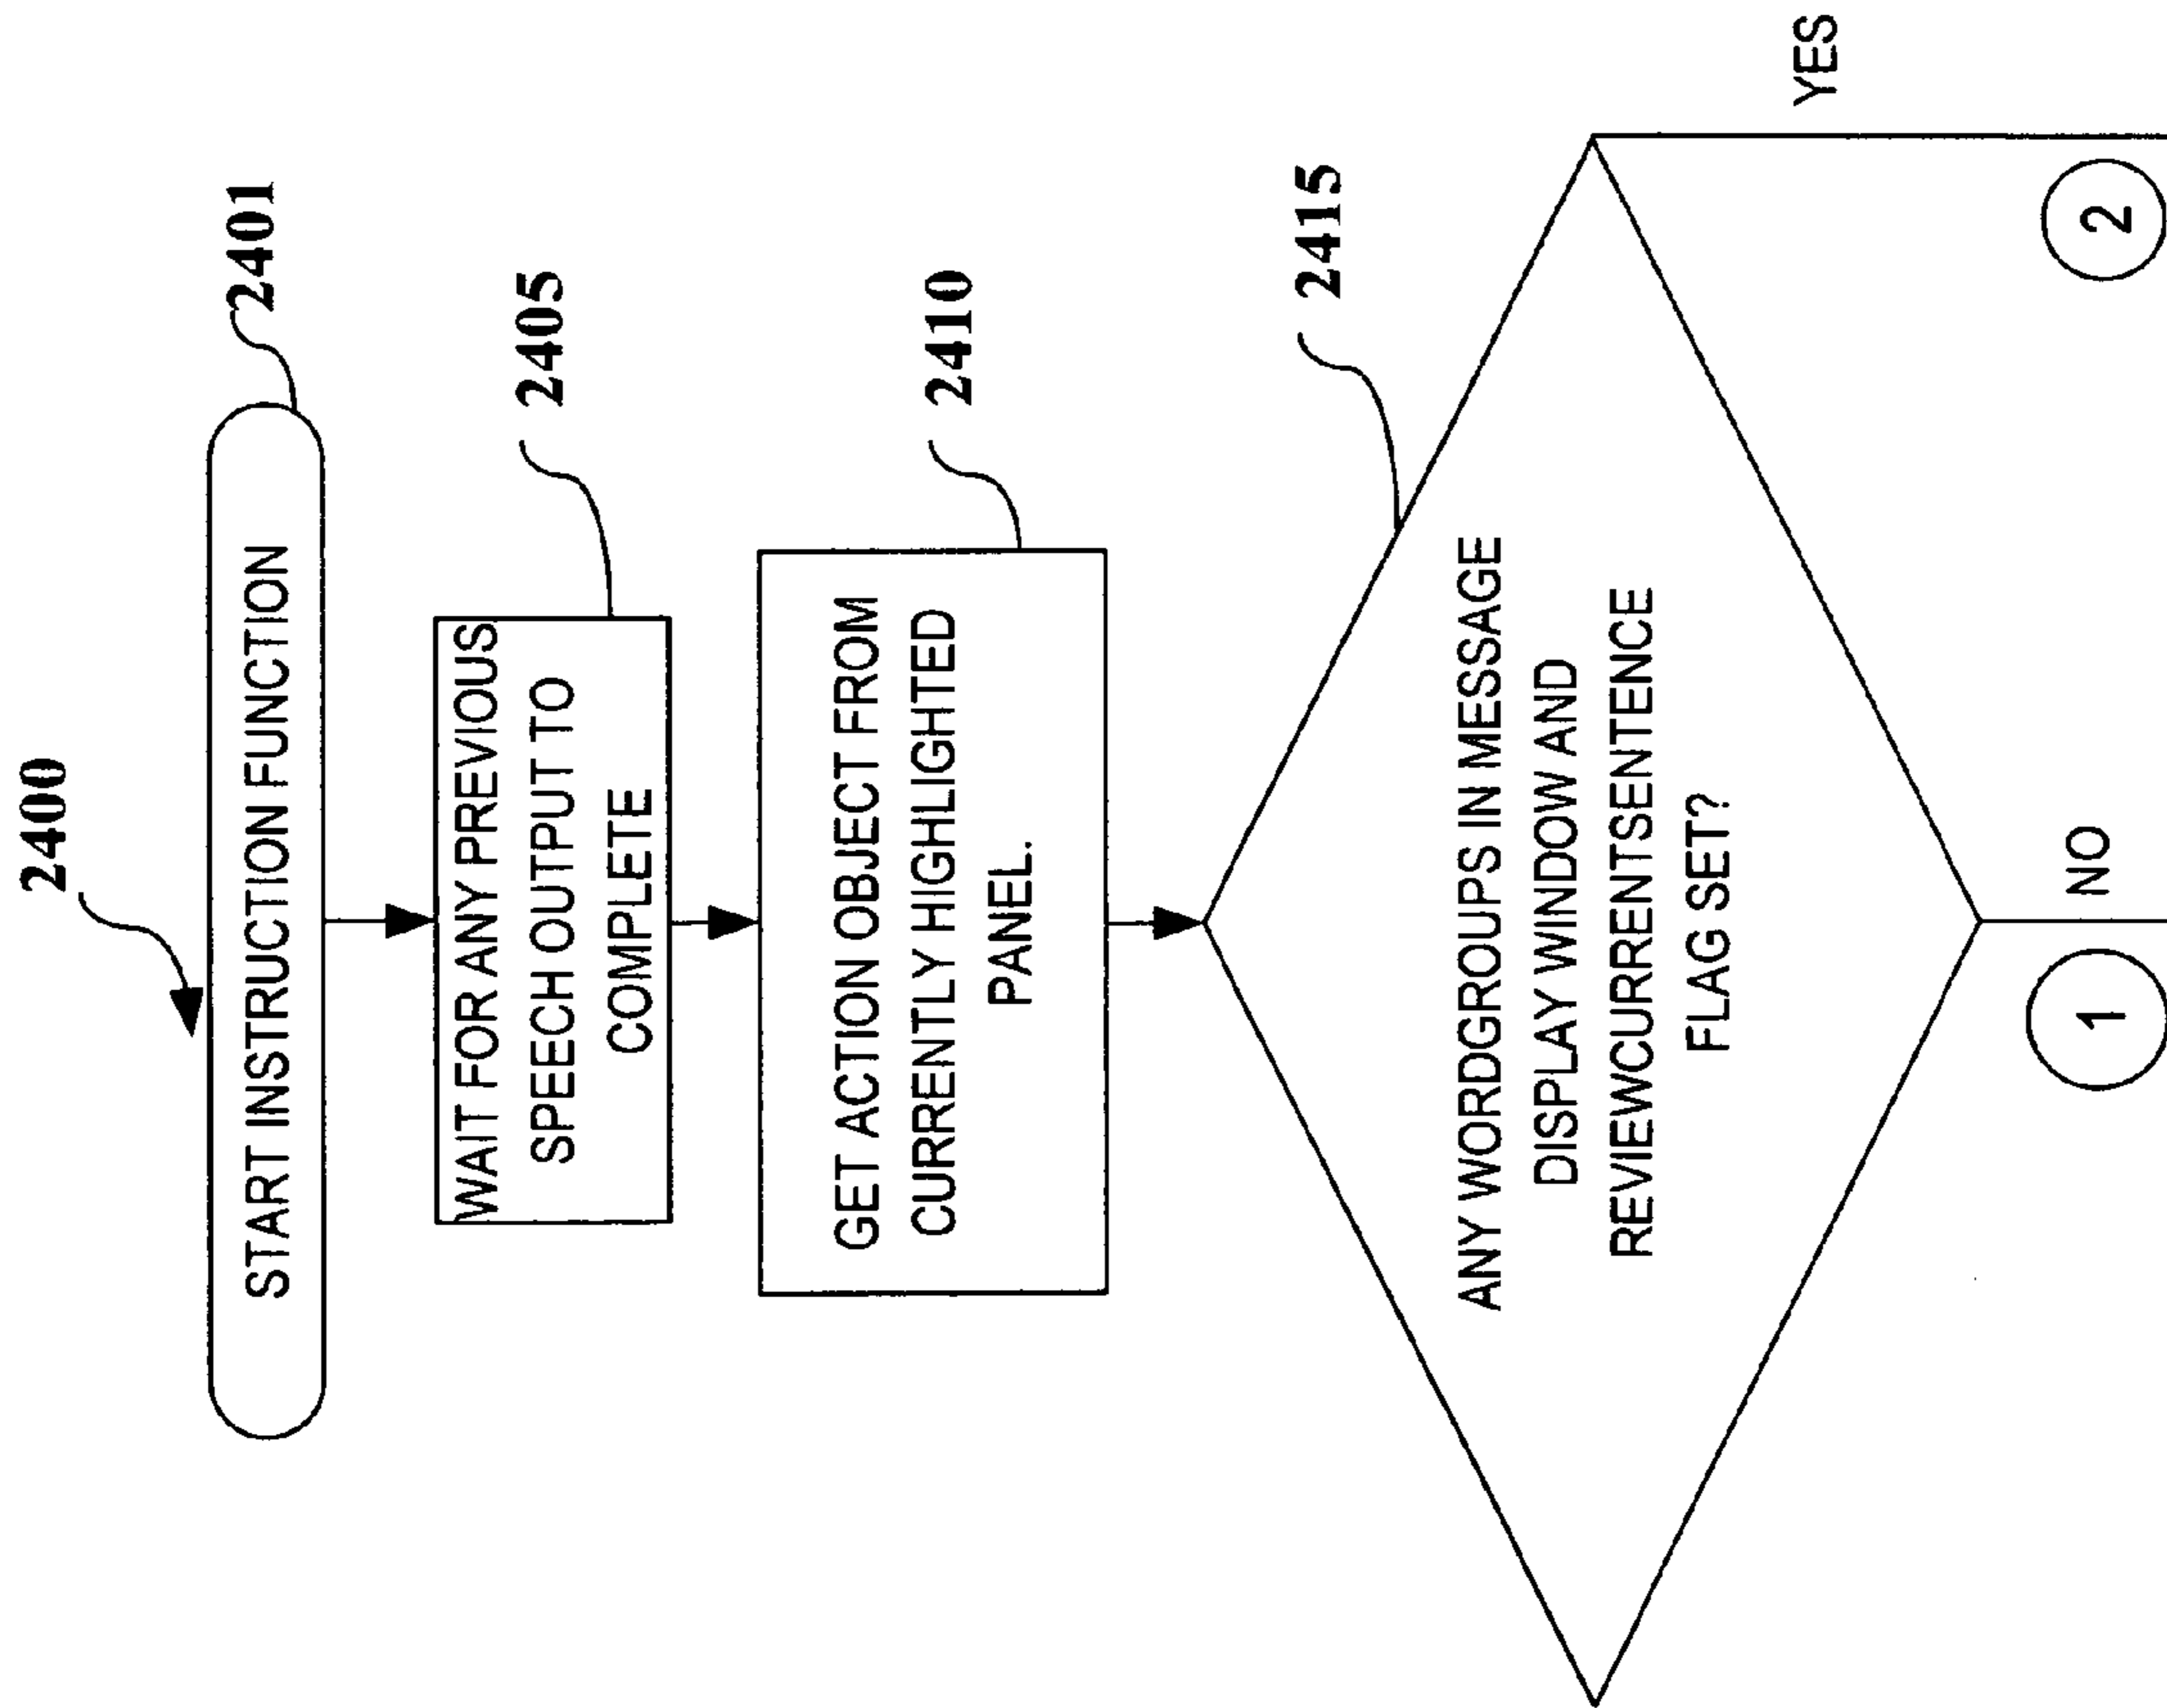 2400
START INSTRUCTION FUNCTION
2401
WAIT FOR ANY PREVIOUS
SPEECH OUTPUT TO
COMPLETE
2405
GET ACTION OBJECT FROM
CURRENTLY HIGHLIGHTED
PANEL.
2410
2415
ANY WORDGROUPS IN MESSAGE
DISPLAY WINDOW AND
REVIEWCURRENTSENTENCE
FLAG SET?
YES
NO
1
2